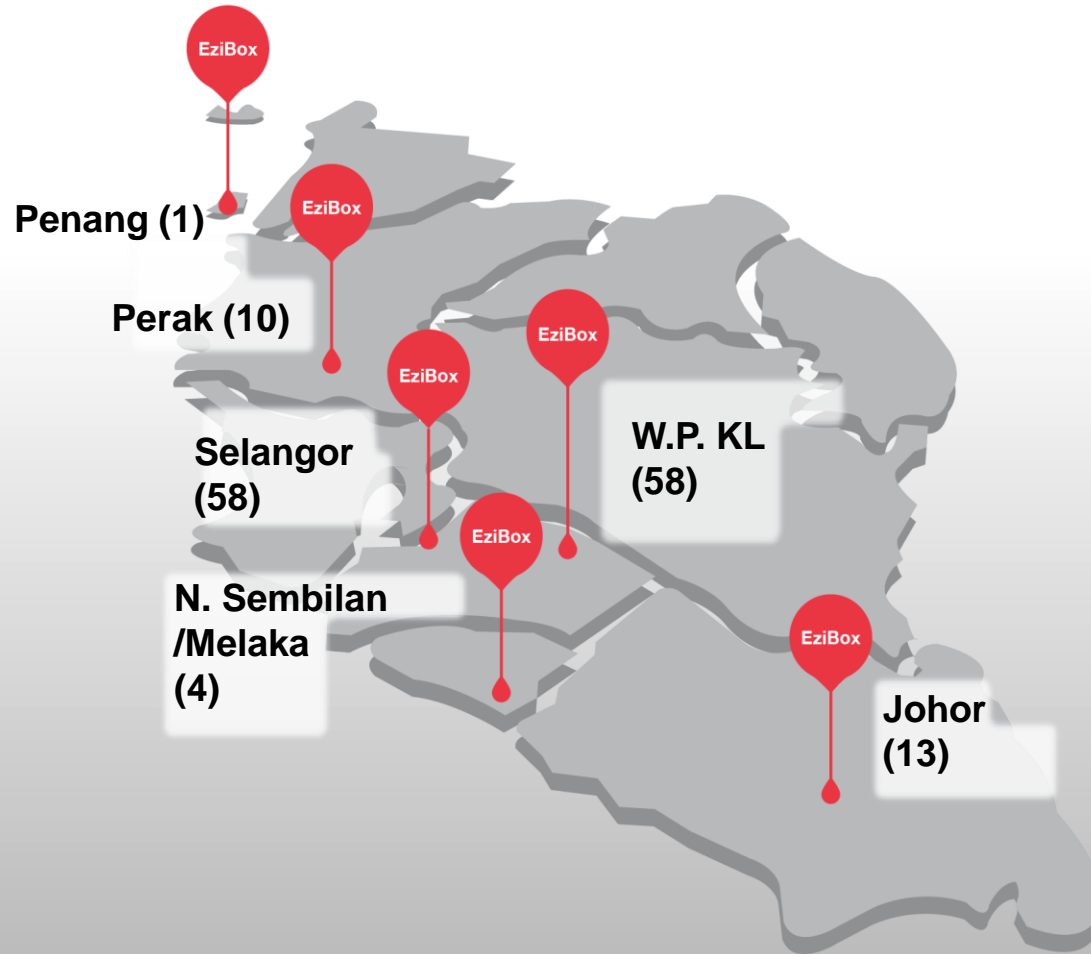 EziBox
Penang (1)
EziBox
Perak (10)
EziBox
EziBox
Selangor
(58)
W.P. KL
(58)
EziBox
N. Sembilan
/Melaka
(4)
EziBox
Johor
(13)